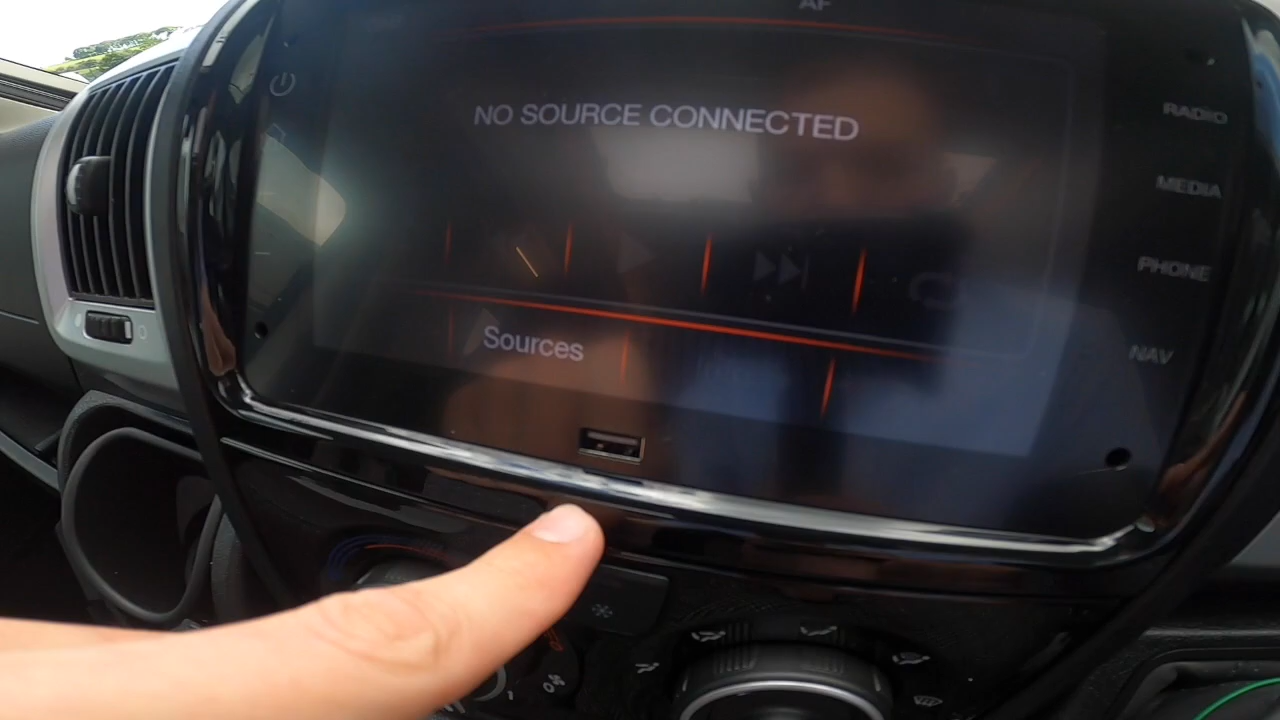 AF
NO SOURCE CONNECTED
RADIO
MEDIA
PHONE
NAV
Sources